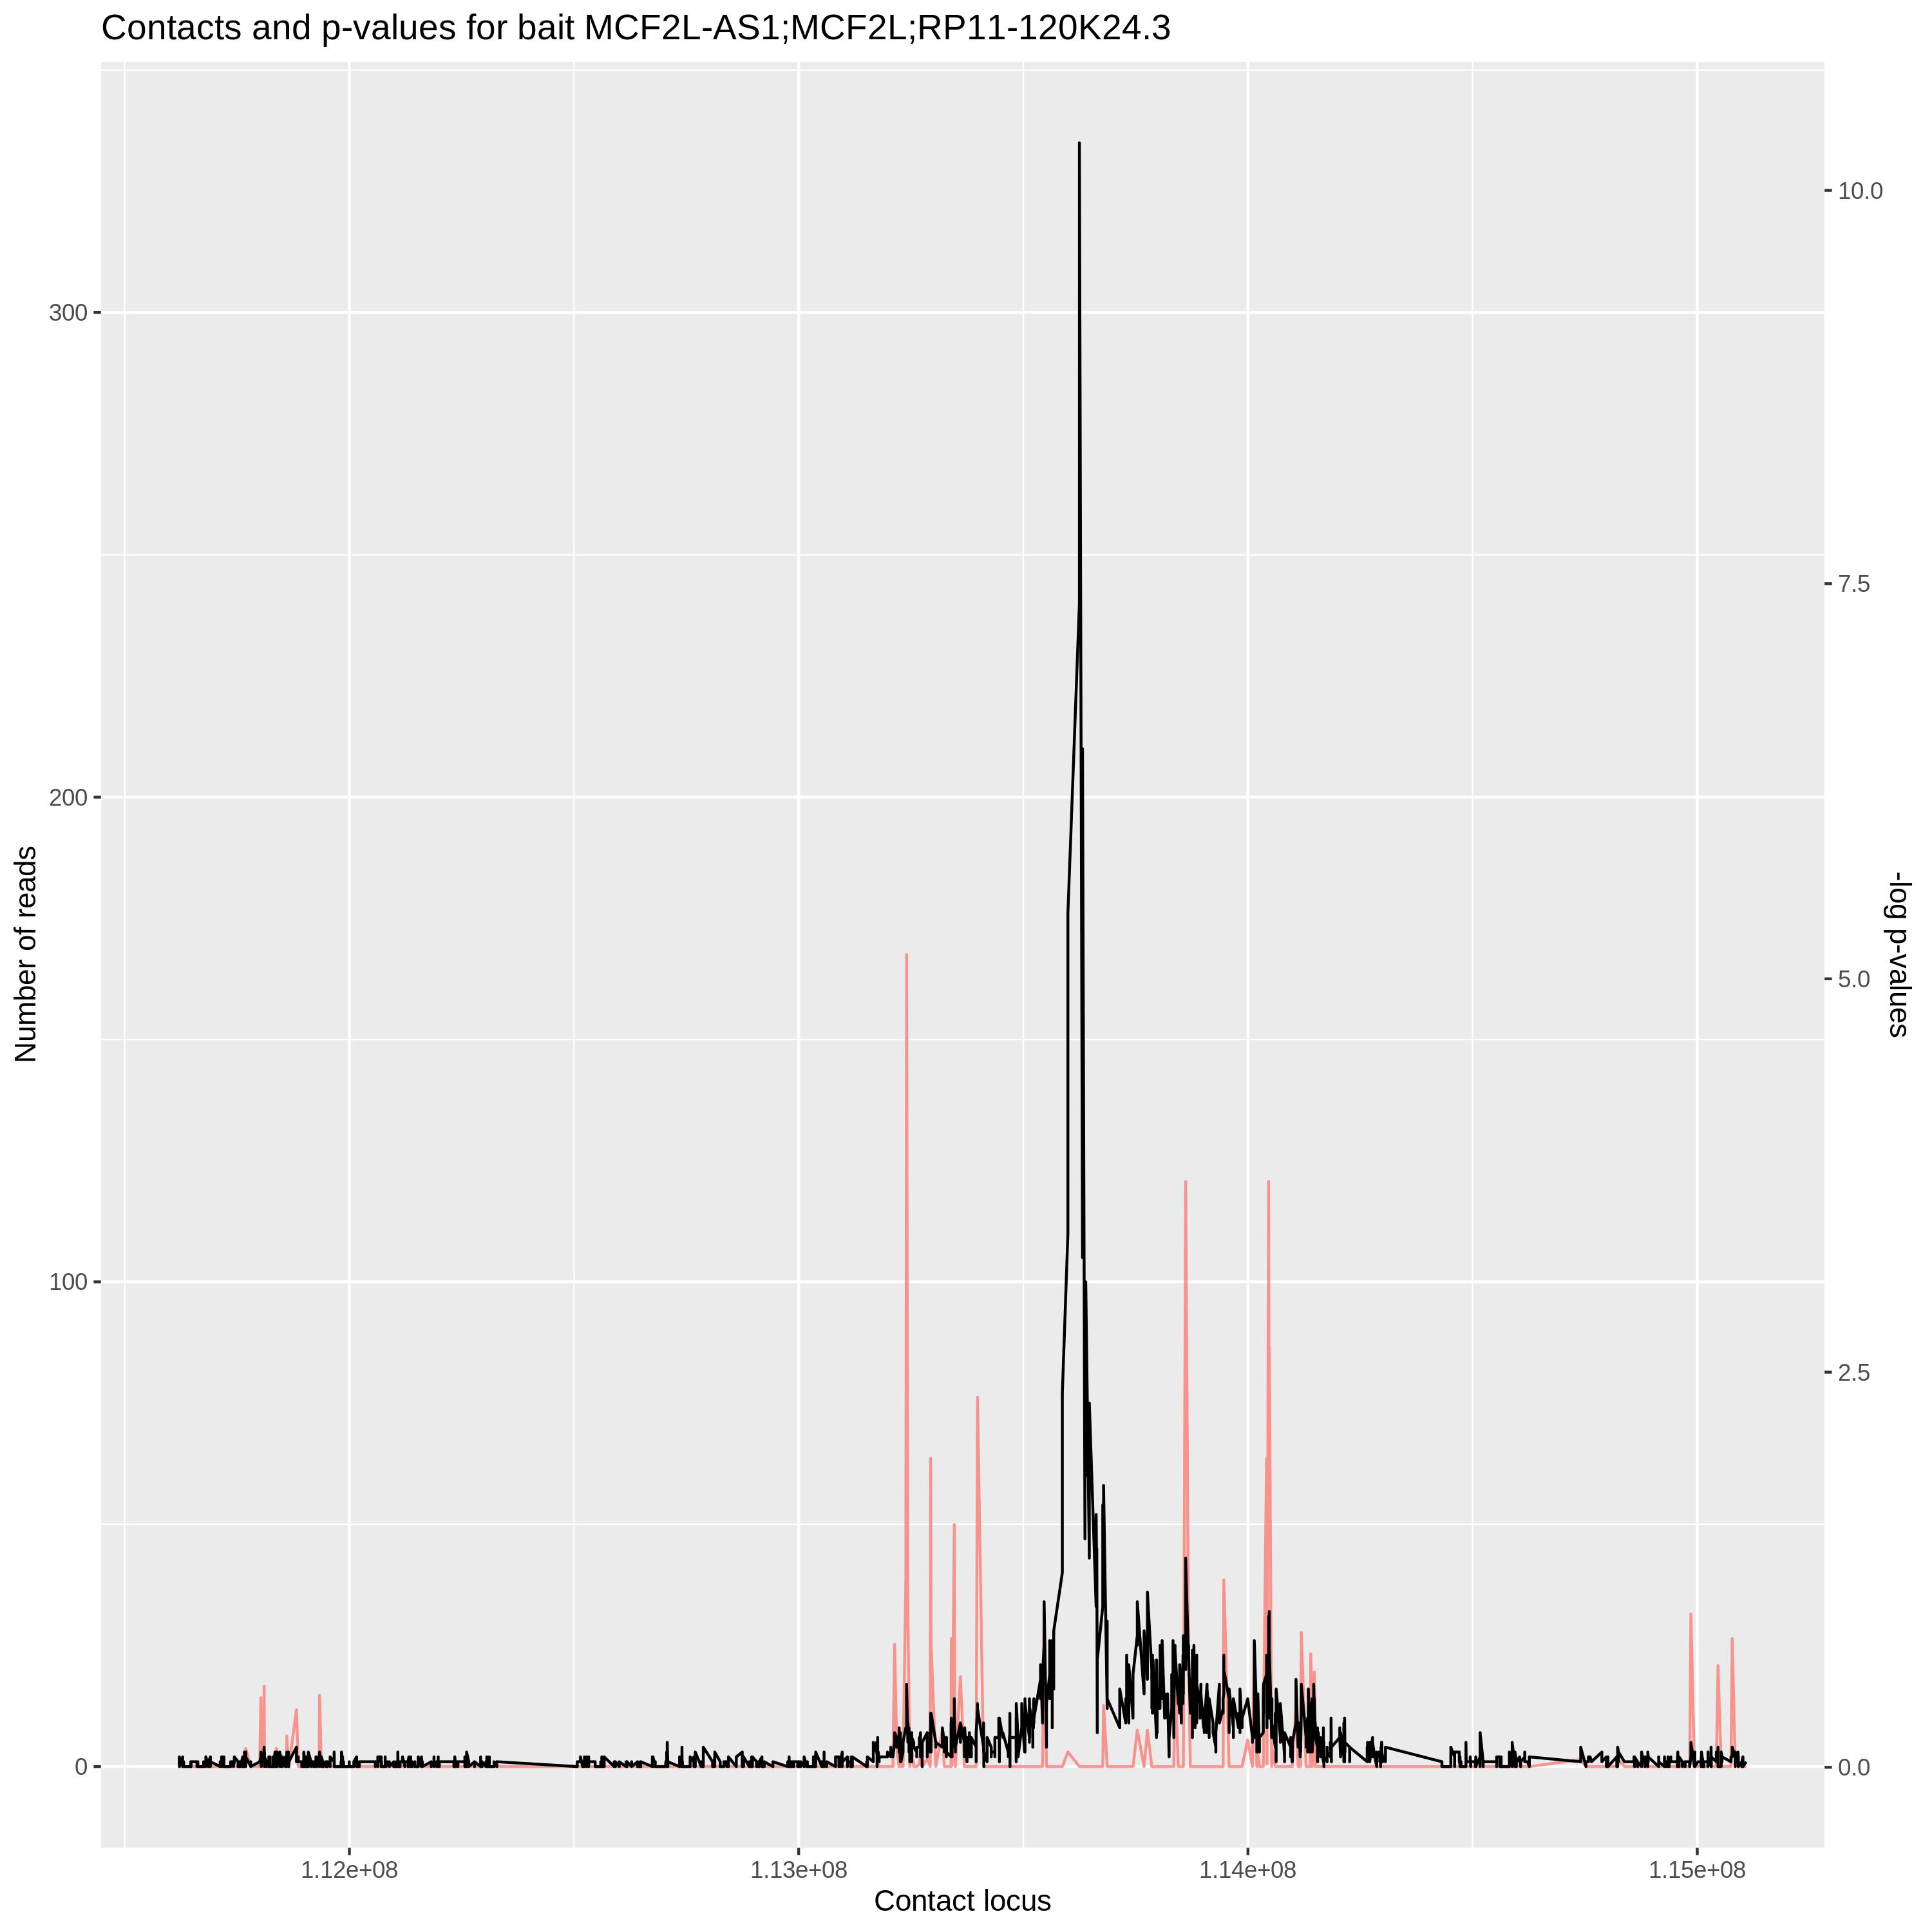 Contacts and p-values for bait MCF2L-AS1;MCF2L;RP11-120K24.3
Number of reads
300
200
100
0
10.0
7.5
5.0
2.5
0.0
-log p-values
1.12e+08
1.13e+08
1.14e+08
1.15e+08
Contact locus